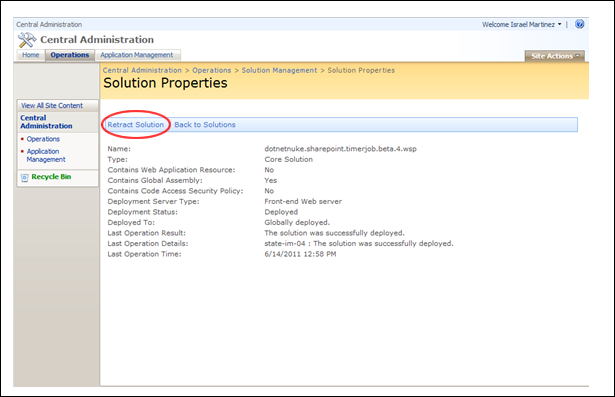 Central Administration
Welcome Israel Martinez
Central Administration
Home Operations Application Management
Site Actions
Central Administration > Operations > Solution Management > Solution Properties
Solution Properties
View All Site Content
Central
Administration
Operations
Application
Management
Recycle Bin
Retract Solution Back to Solutions
Name: dotnetnuke.sharepoint.timerjob.beta.4.wsp
Type: Core Solution
Contains Web Application Resource: No
Contains Global Assembly: Yes
Contains Code Access Security Policy: No
Deployment Server Type: Front-end Web server
Deployment Status: Deployed
Deployed To: Globally deployed.
Last Operation Result: The solution was successfully deployed.
Last Operation Details: state-im-04 : The solution was successfully deployed.
Last Operation Time: 6/14/2011 12:58 PM